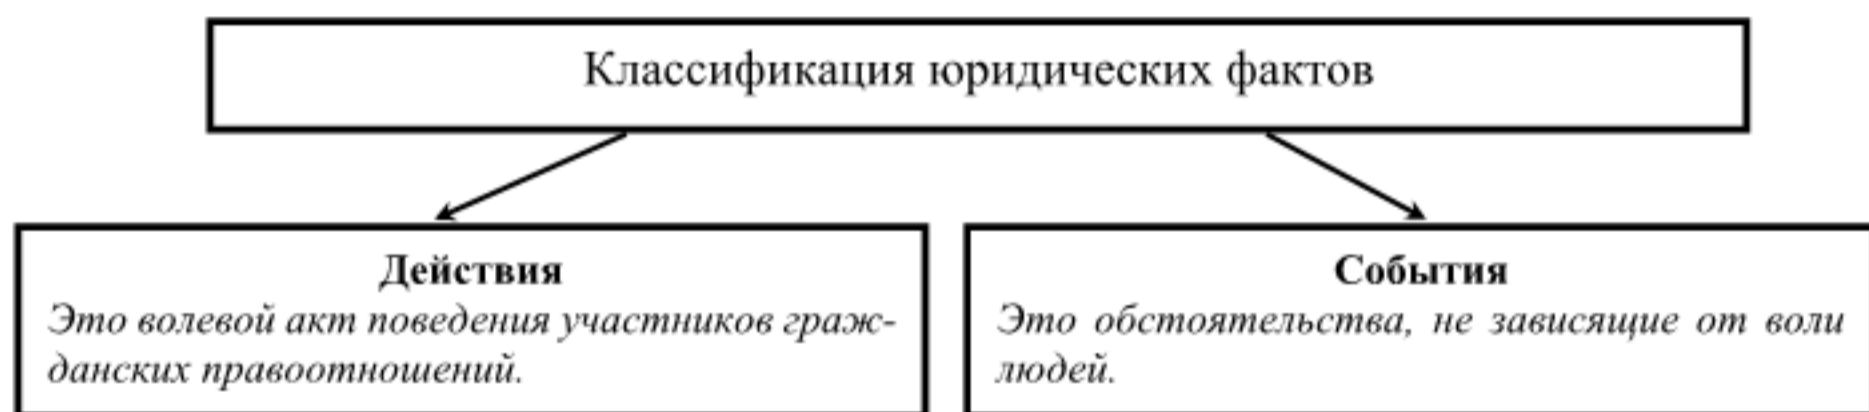 Классификация юридических фактов
Действия
Это волевой акт поведения участников граж-
данских правоотношений.
События
Это обстоятельства, не зависящие от воли
людей.